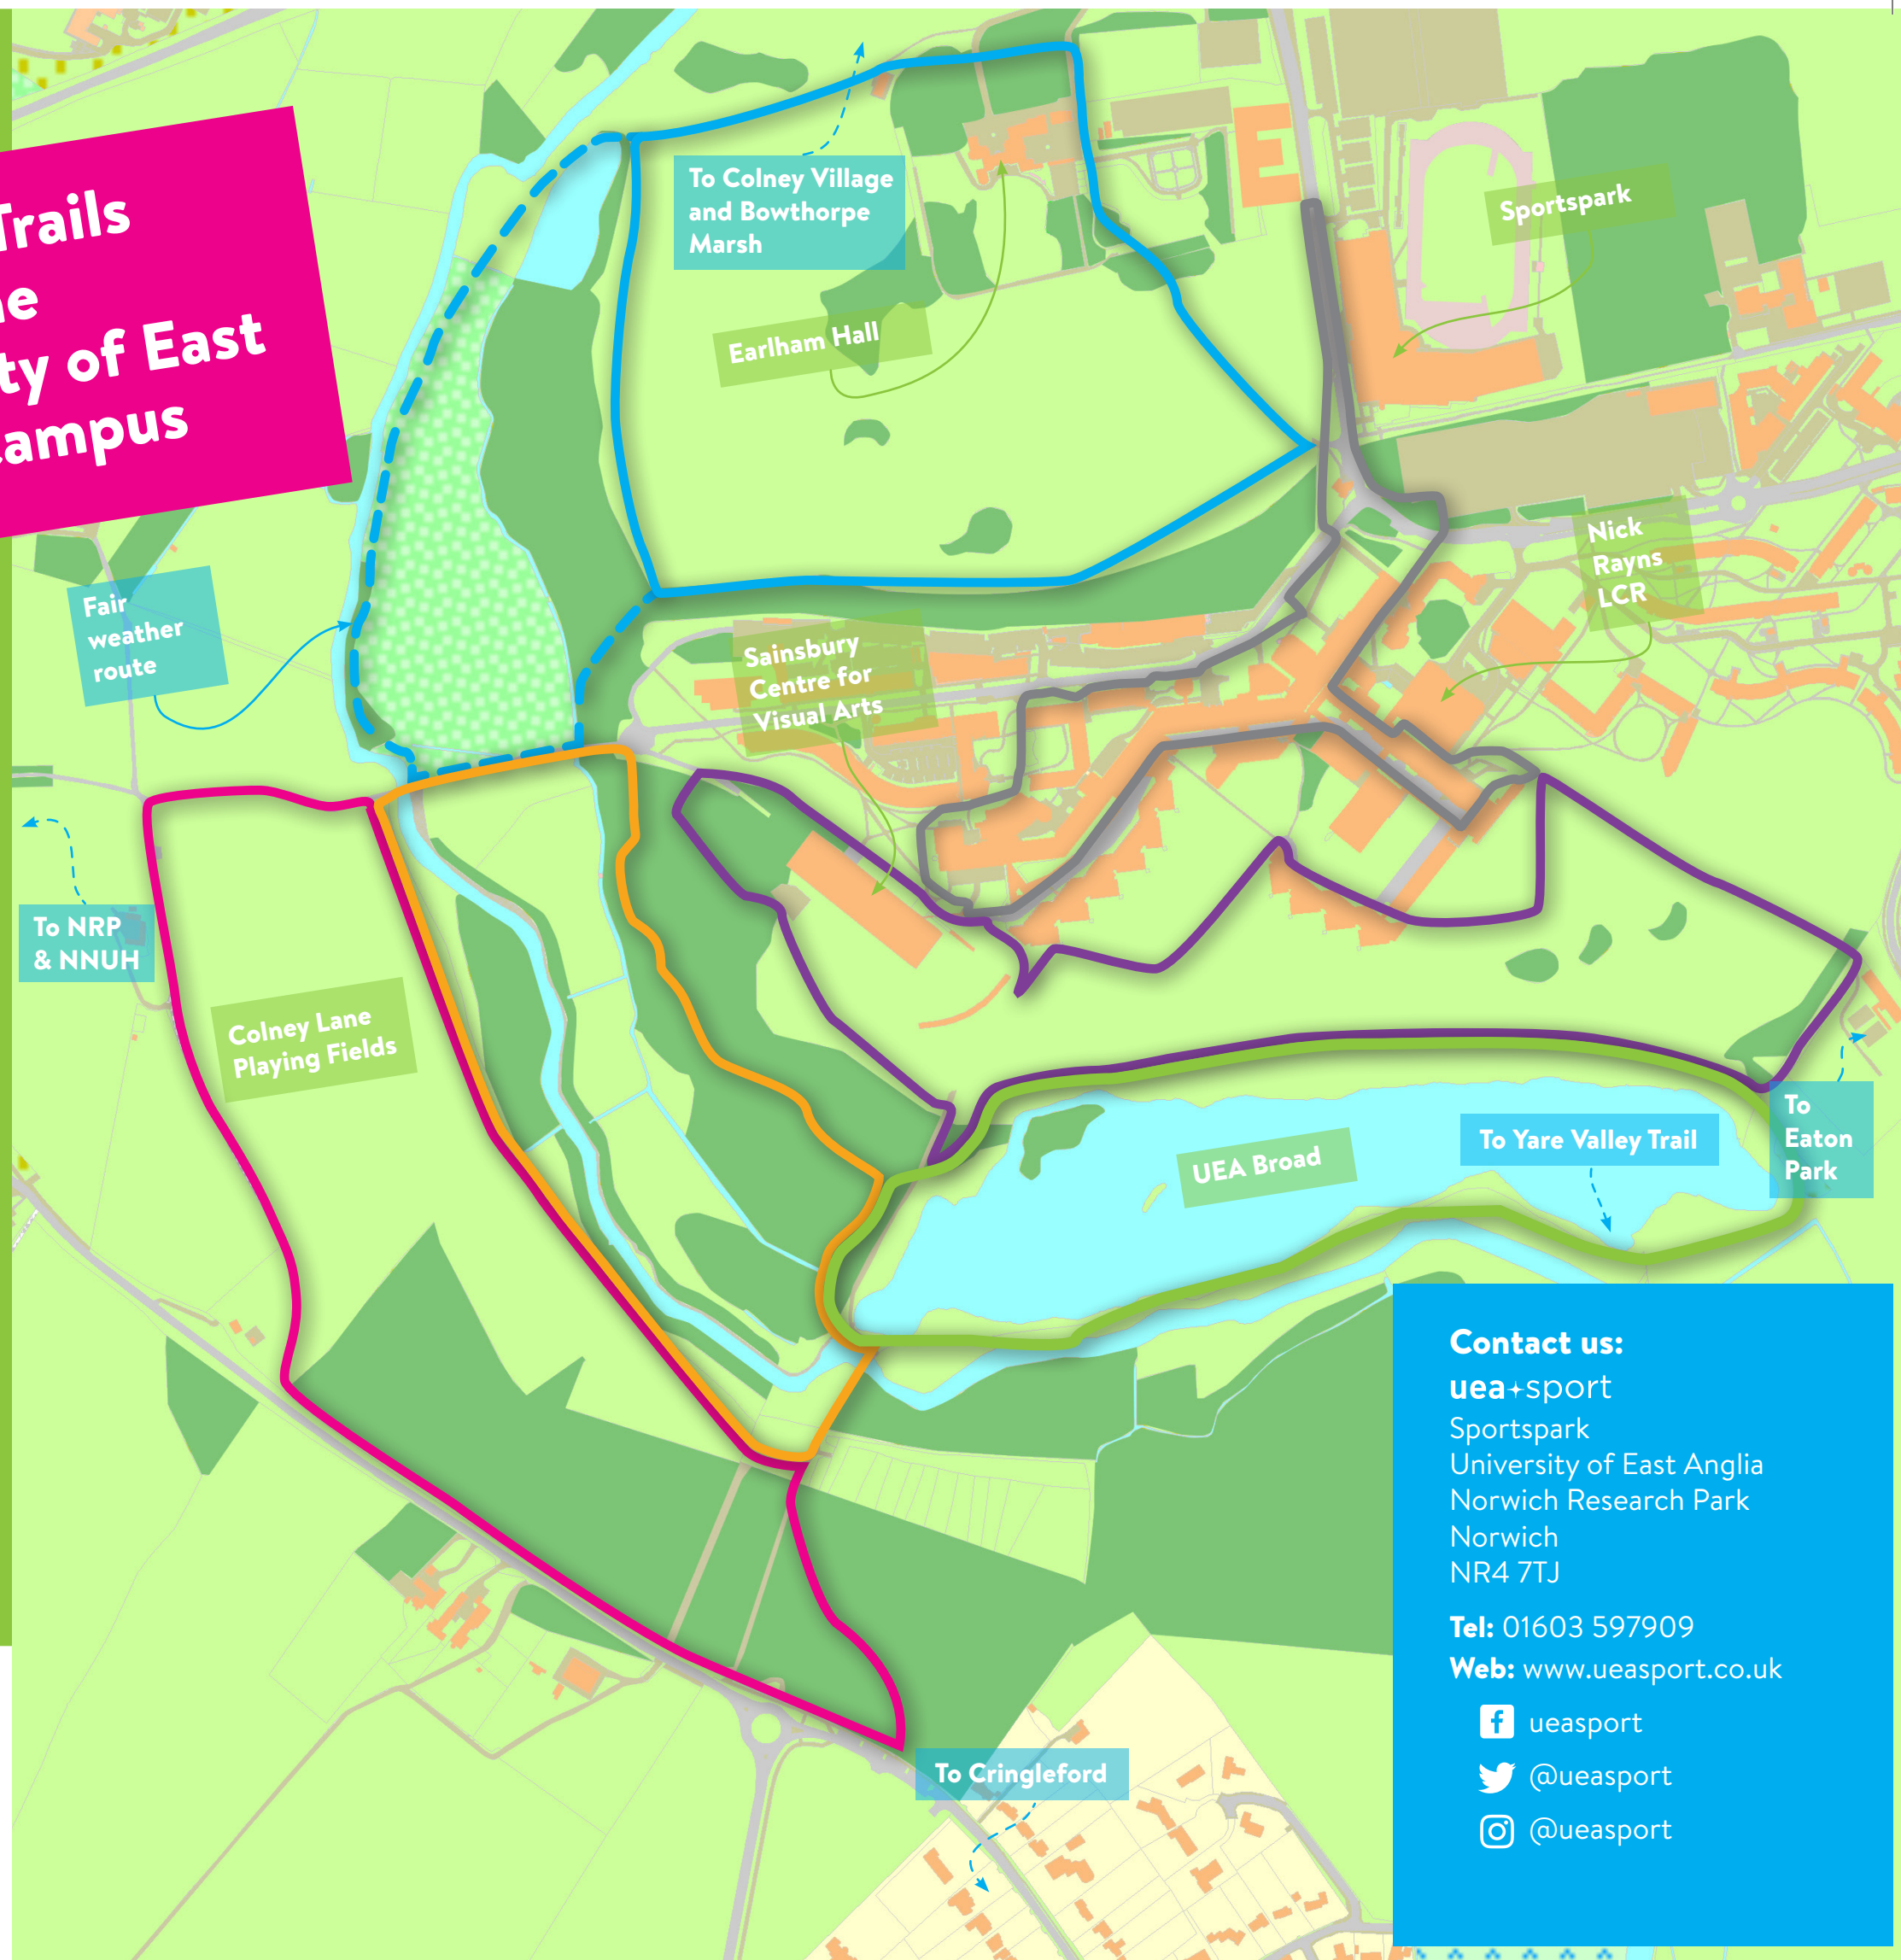 Trails
ty of East
campus
To Colney Village
and Bowthorpe
Marsh
Earlham Hall
Sportspark
Fair
weather
route
Nick
Rayns
LCR
Sainsbury
Centre for
Visual Arts
To NRP
& NNUH
Colney Lane
Playing Fields
UEA Broad
To Yare Valley Trail
To
Eaton
Park
To Cringleford
Contact us:
uea+sport
Sportspark
University of East Anglia
Norwich Research Park
Norwich
NR4 7TJ
Tel: 01603 597909
Web: www.ueasport.co.uk
ueasport
@ueasport
@ueasport